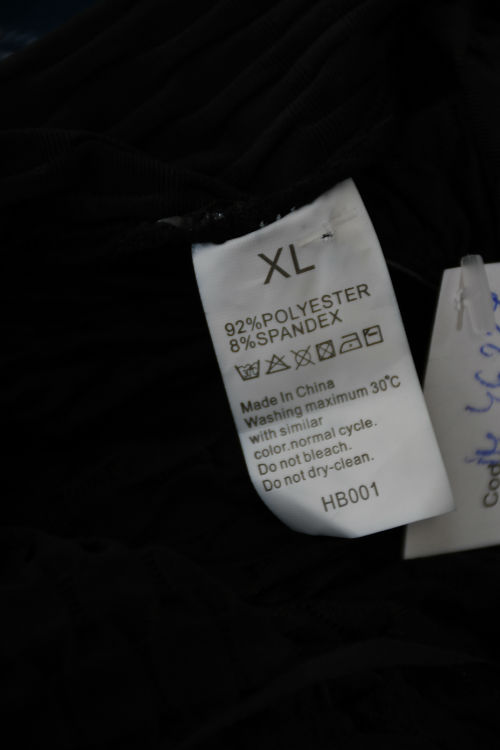 XL
92%POLYESTER
8%SPANDEX
Made In China
Washing maximum 30°C
with similar
color.normal cycle.
Do not bleach.
Do not dry-clean.
HB001